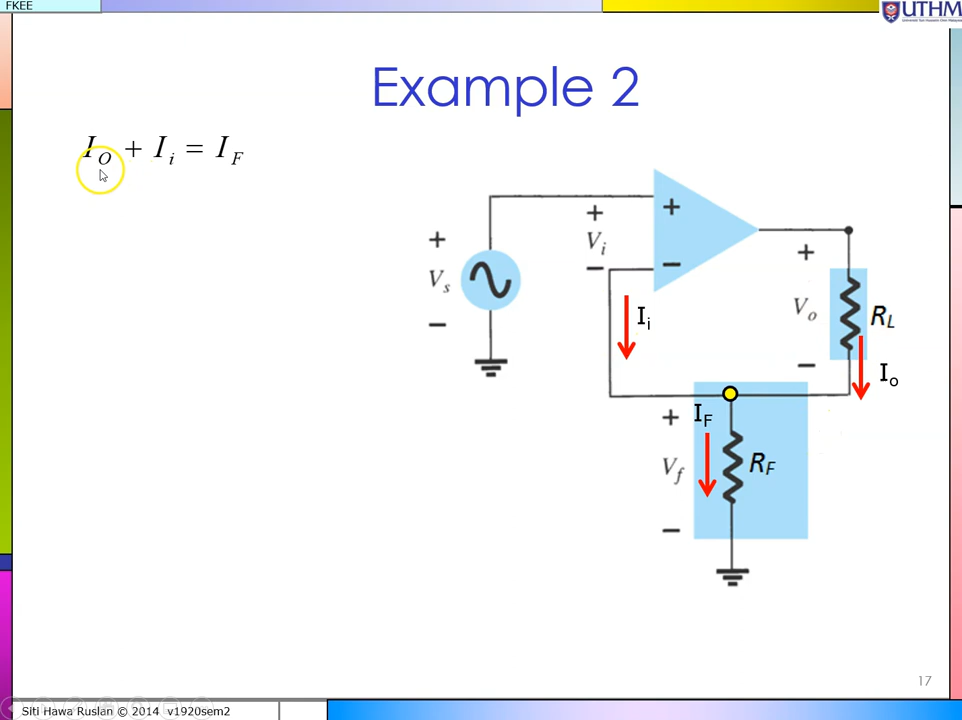 FKEE
UTHM
Example 2
I_O + I_i = I_F
+
+
+
V_i
V_s
−
−
−
+
V_o
−
R_L
I_i
I_o
+
I_F
V_f
R_F
−
17
Siti Hawa Ruslan © 2014 v1920sem2